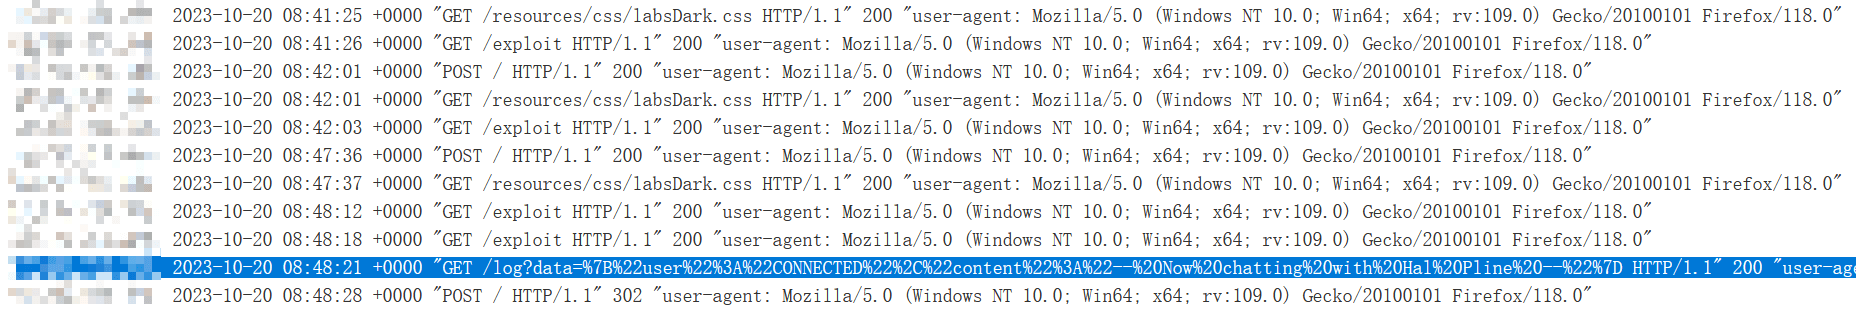 2023-10-20 08:41:25 +0000 "GET /resources/css/labsDark.css HTTP/1.1" 200 "user-agent: Mozilla/5.0 (Windows NT 10.0; Win64; x64; rv:109.0) Gecko/20100101 Firefox/118.0"
2023-10-20 08:41:26 +0000 "GET /exploit HTTP/1.1" 200 "user-agent: Mozilla/5.0 (Windows NT 10.0; Win64; x64; rv:109.0) Gecko/20100101 Firefox/118.0"
2023-10-20 08:42:01 +0000 "POST / HTTP/1.1" 200 "user-agent: Mozilla/5.0 (Windows NT 10.0; Win64; x64; rv:109.0) Gecko/20100101 Firefox/118.0"
2023-10-20 08:42:01 +0000 "GET /resources/css/labsDark.css HTTP/1.1" 200 "user-agent: Mozilla/5.0 (Windows NT 10.0; Win64; x64; rv:109.0) Gecko/20100101 Firefox/118.0"
2023-10-20 08:42:03 +0000 "GET /exploit HTTP/1.1" 200 "user-agent: Mozilla/5.0 (Windows NT 10.0; Win64; x64; rv:109.0) Gecko/20100101 Firefox/118.0"
2023-10-20 08:47:36 +0000 "POST / HTTP/1.1" 200 "user-agent: Mozilla/5.0 (Windows NT 10.0; Win64; x64; rv:109.0) Gecko/20100101 Firefox/118.0"
2023-10-20 08:47:37 +0000 "GET /resources/css/labsDark.css HTTP/1.1" 200 "user-agent: Mozilla/5.0 (Windows NT 10.0; Win64; x64; rv:109.0) Gecko/20100101 Firefox/118.0"
2023-10-20 08:48:12 +0000 "GET /exploit HTTP/1.1" 200 "user-agent: Mozilla/5.0 (Windows NT 10.0; Win64; x64; rv:109.0) Gecko/20100101 Firefox/118.0"
2023-10-20 08:48:18 +0000 "GET /exploit HTTP/1.1" 200 "user-agent: Mozilla/5.0 (Windows NT 10.0; Win64; x64; rv:109.0) Gecko/20100101 Firefox/118.0"
2023-10-20 08:48:21 +0000 "GET /log?data=%7B%22user%22%3A%22CONNECTED%22%2C%22content%22%3A%22--%20Now%20chatting%20with%20Hal%20Pline%20--%22%7D HTTP/1.1" 200 "user-age
2023-10-20 08:48:28 +0000 "POST / HTTP/1.1" 302 "user-agent: Mozilla/5.0 (Windows NT 10.0; Win64; x64; rv:109.0) Gecko/20100101 Firefox/118.0"